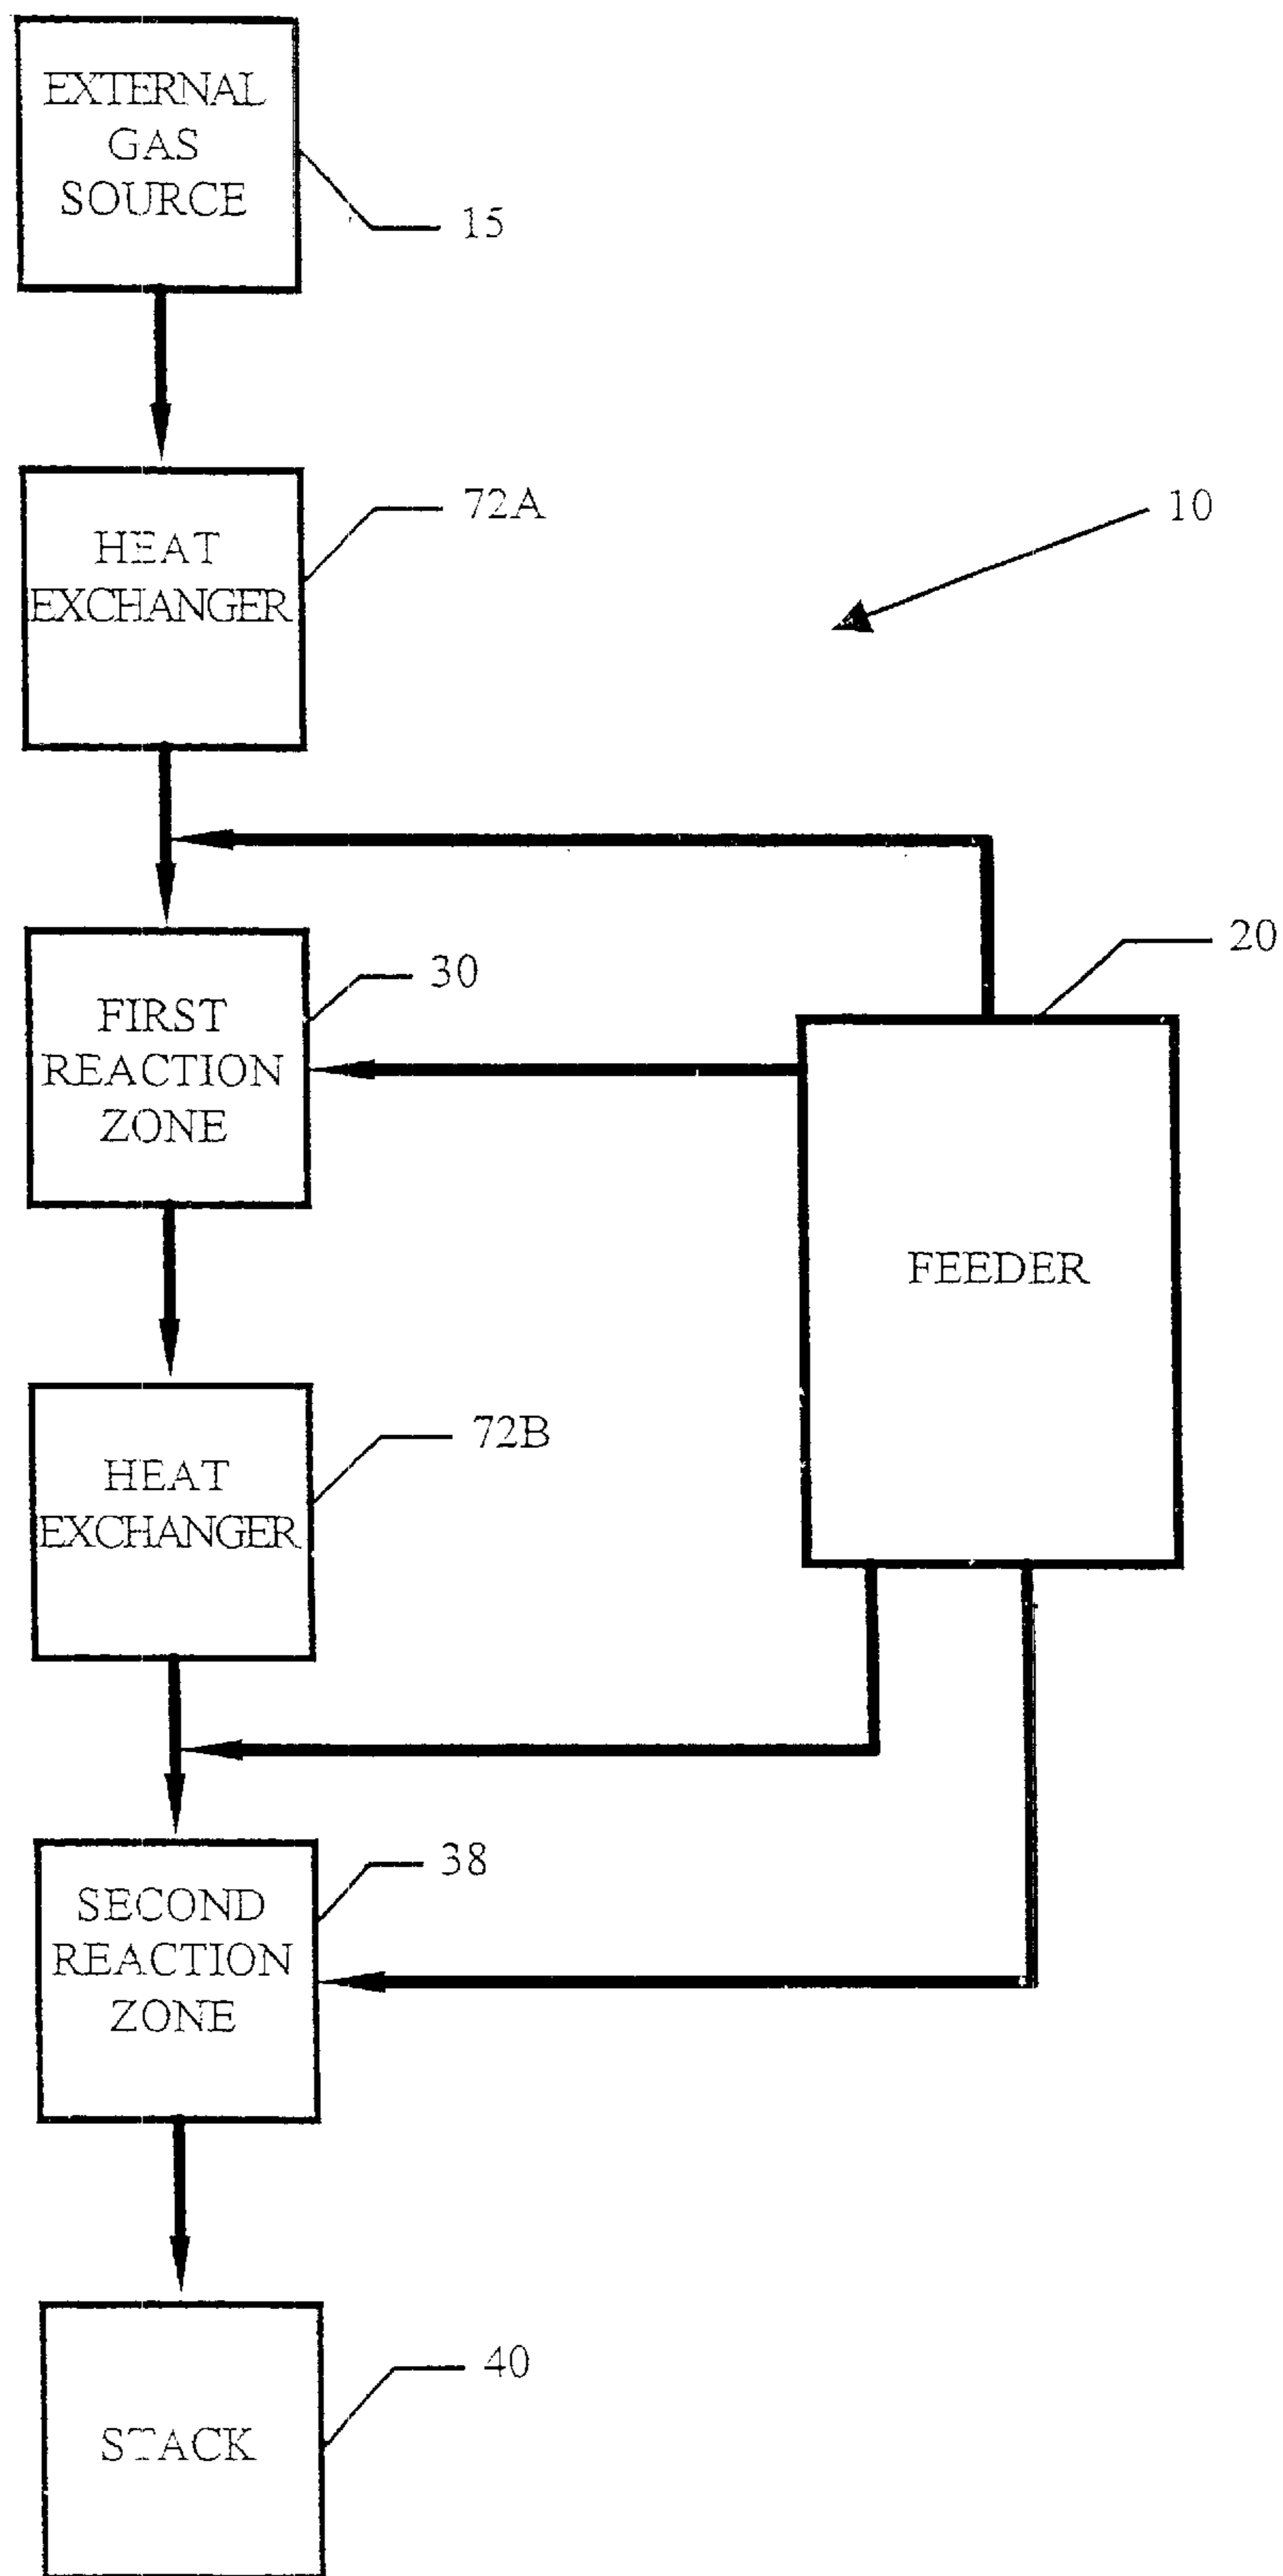 EXTERNAL
GAS
SOURCE
15
HEAT
EXCHANGER
72A
10
FIRST
REACTION
ZONE
30
20
FEEDER
HEAT
EXCHANGER
72B
SECOND
REACTION
ZONE
38
STACK
40